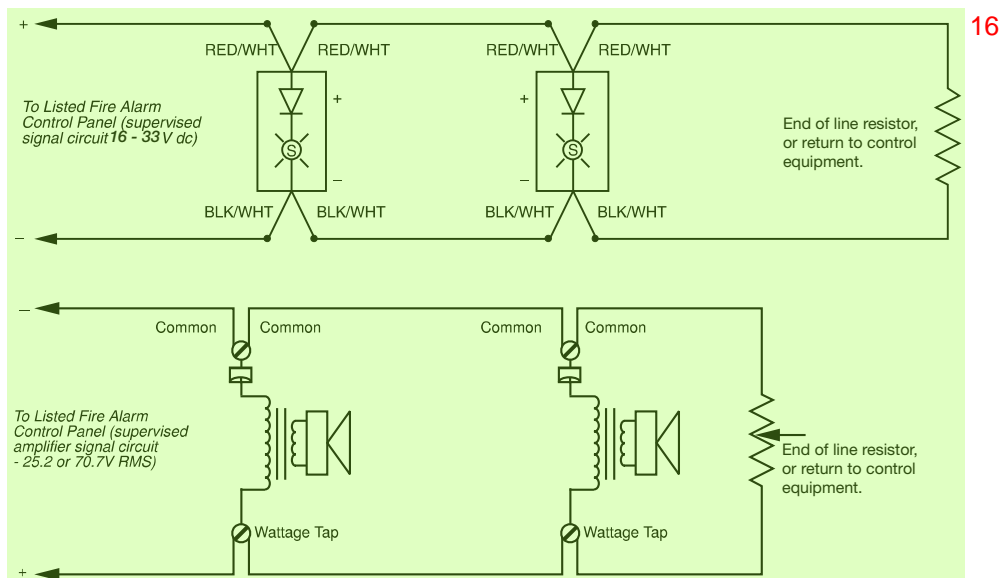 16
+
RED/WHT RED/WHT RED/WHT RED/WHT
To Listed Fire Alarm
Control Panel (supervised
signal circuit 16 - 33 V dc)
+ +
S S
– –
End of line resistor,
or return to control
equipment.
BLK/WHT BLK/WHT BLK/WHT BLK/WHT
–
–
Common Common Common Common
To Listed Fire Alarm
Control Panel (supervised
amplifier signal circuit
- 25.2 or 70.7V RMS)
End of line resistor,
or return to control
equipment.
Wattage Tap Wattage Tap
+